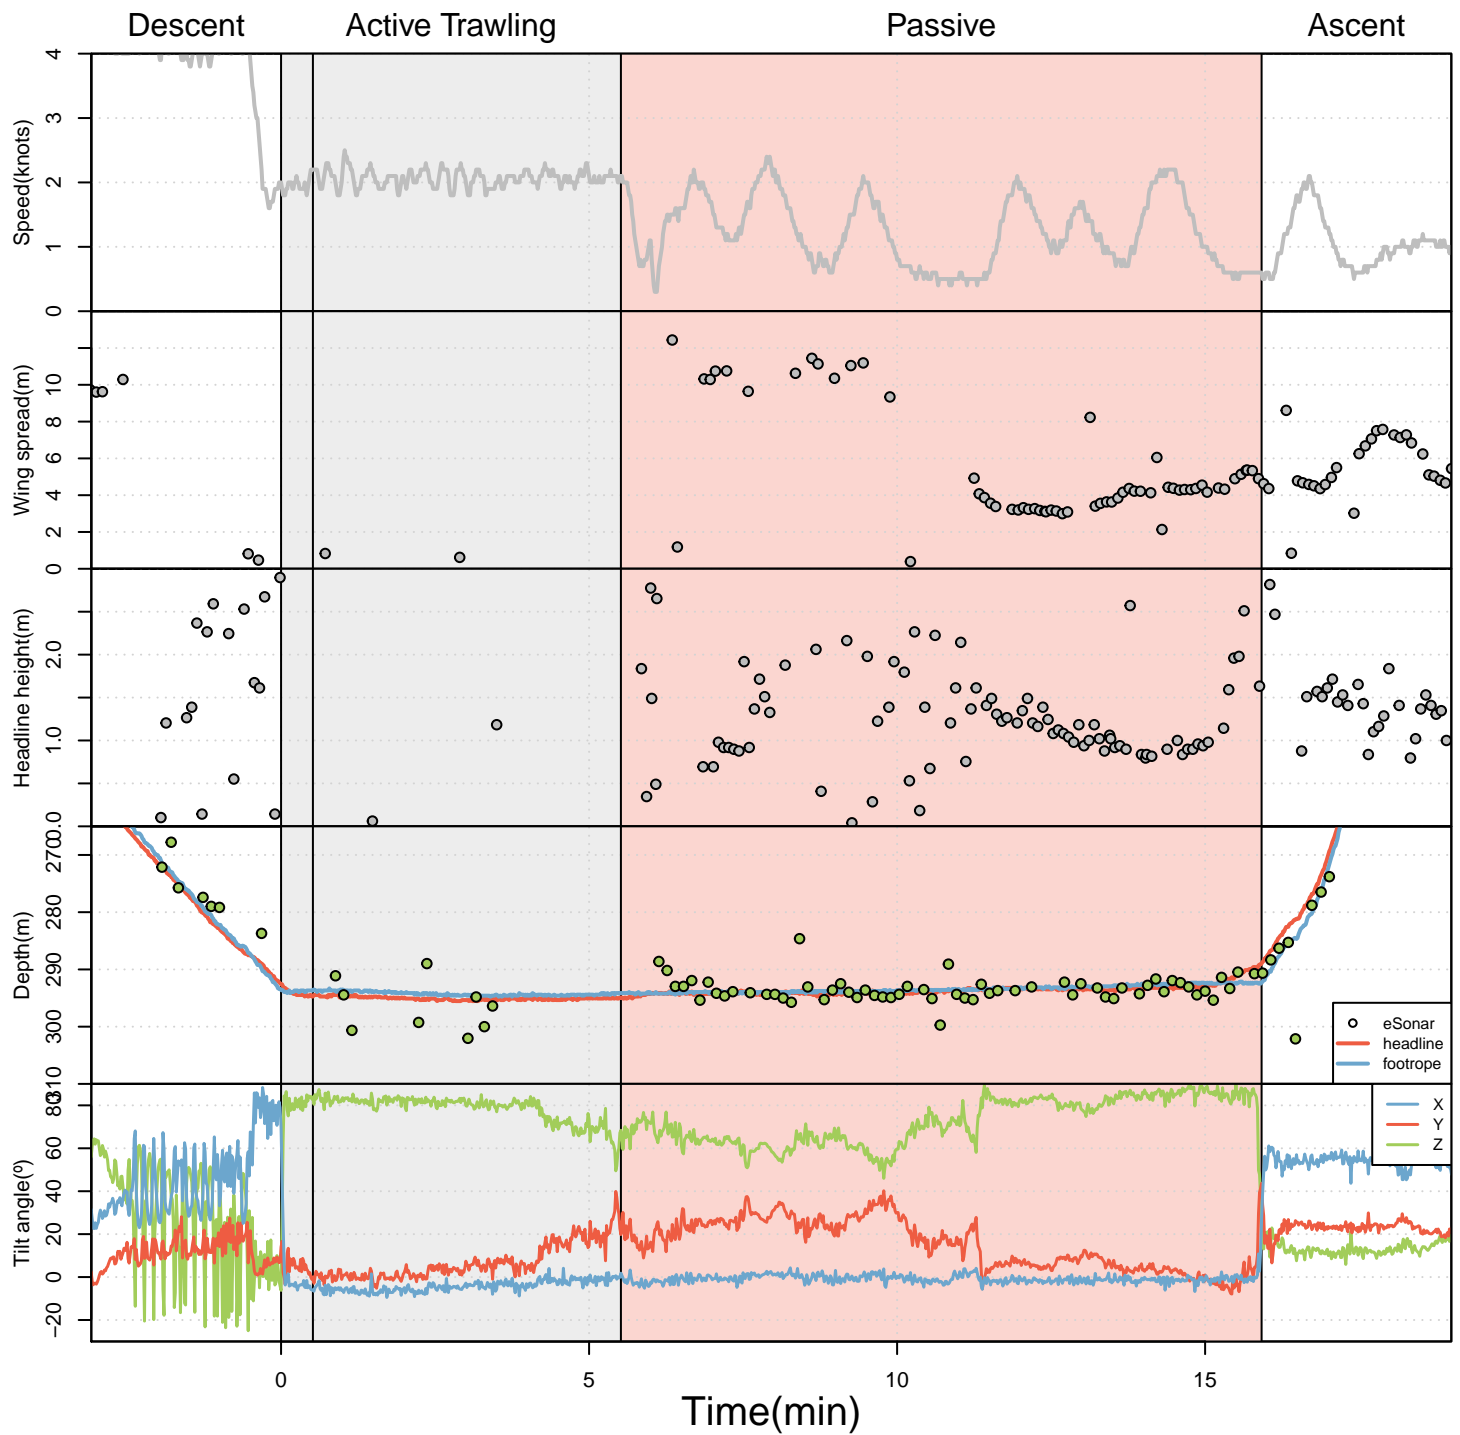 Descent Active Trawling Passive Ascent
Speed(knots)
4
3
2
1
0
Wing spread(m)
10
8
6
4
2
0
Headline height(m)
2.0
1.0
0.0
Depth(m)
270
280
290
300
310
eSonar
headline
footrope
Tilt angle(º)
80
60
40
20
0
−20
X
Y
Z
0 5 10 15
Time(min)